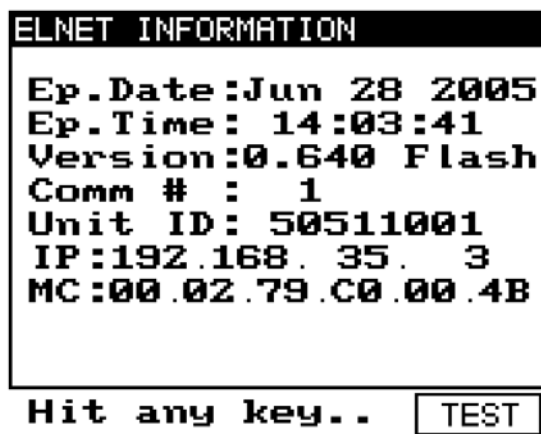 ELNET INFORMATION
Ep.Date:Jun 28 2005
Ep.Time: 14:03:41
Version:0.640 Flash
Comm # : 1
Unit ID: 50511001
IP:192.168. 35. 3
MC:00.02.79.C0.00.4B
Hit any key.. TEST